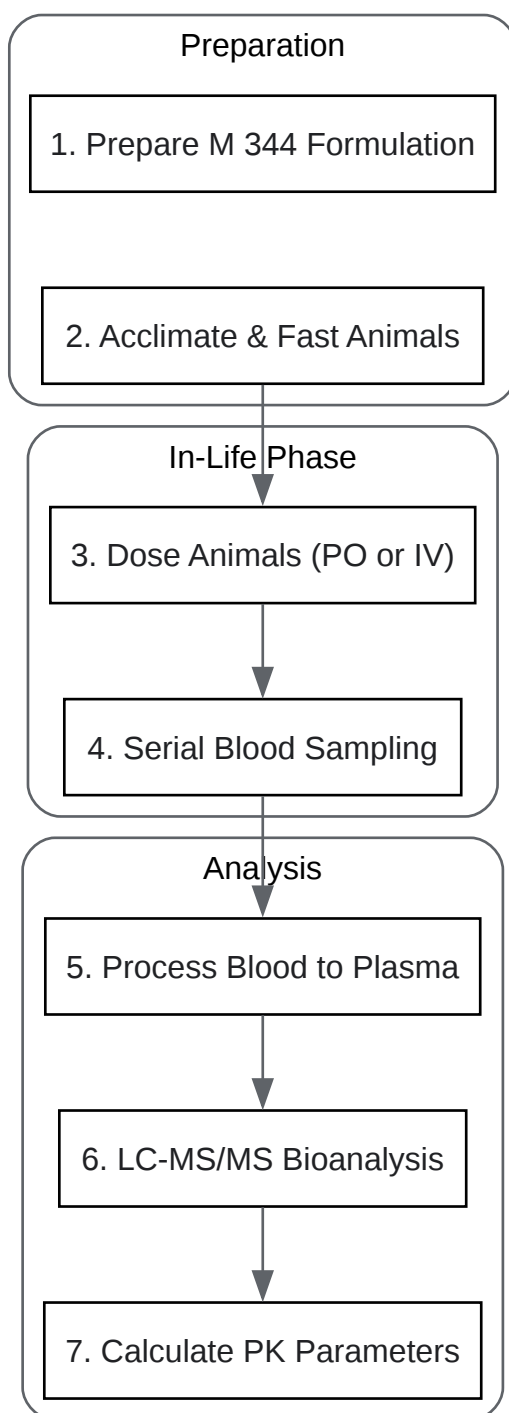 Preparation
1. Prepare M 344 Formulation
2. Acclimate & Fast Animals
In-Life Phase
3. Dose Animals (PO or IV)
4. Serial Blood Sampling
Analysis
5. Process Blood to Plasma
6. LC-MS/MS Bioanalysis
7. Calculate PK Parameters